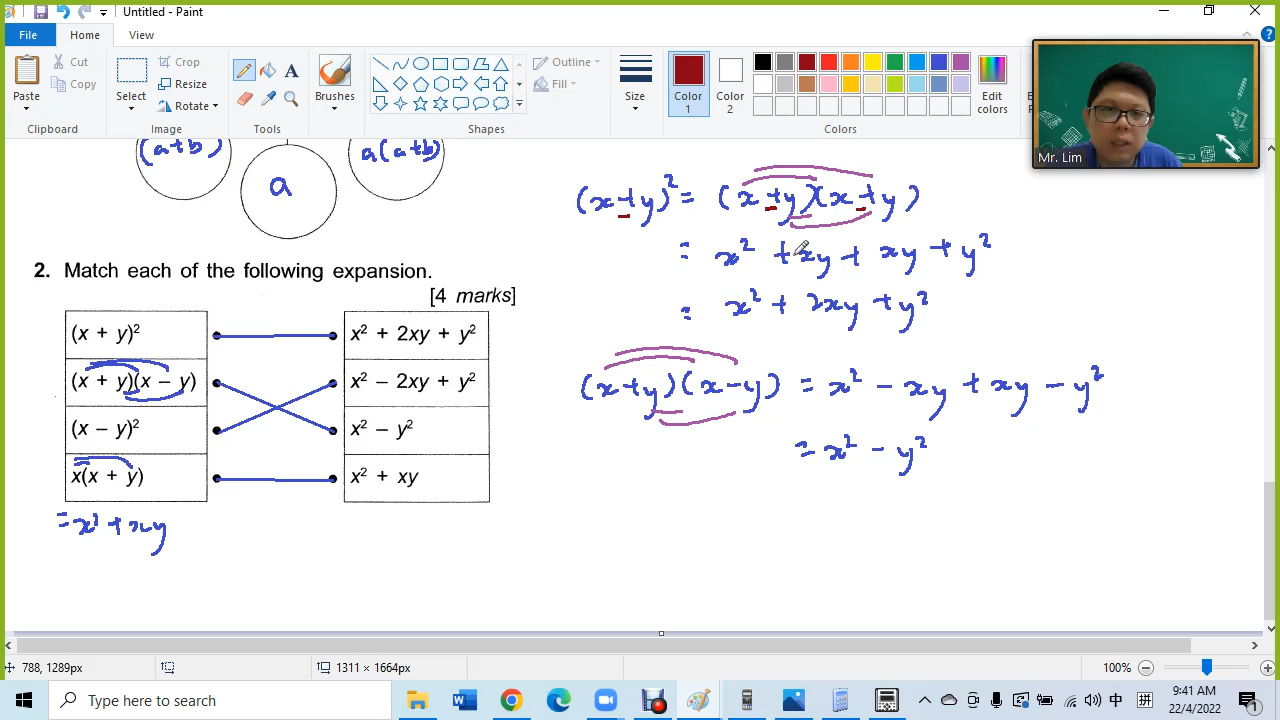 Untitled - Paint
File
Home
View
Paste
Cut
Copy
Clipboard
Select
Crop
Resize
Rotate
Image
Tools
Brushes
Shapes
Outline
Fill
Size
Color 1
Color 2
Edit colors
Colors
Mr. Lim
(a+b)
a
a(a+b)
2. Match each of the following expansion.
[4 marks]
(x + y)²
x² + 2xy + y²
(x + y)(x – y)
x² – 2xy + y²
(x – y)²
x² – y²
x(x + y)
x² + xy
= x² + xy
(x+y)² = (x+y)(x+y)
= x² + xy + xy + y²
= x² + 2xy + y²
(x+y)(x-y) = x² - xy + xy - y²
= x² - y²
788, 1289px
1311 × 1664px
100%
Type here to search
中
拼
9:41 AM
22/4/2022
1